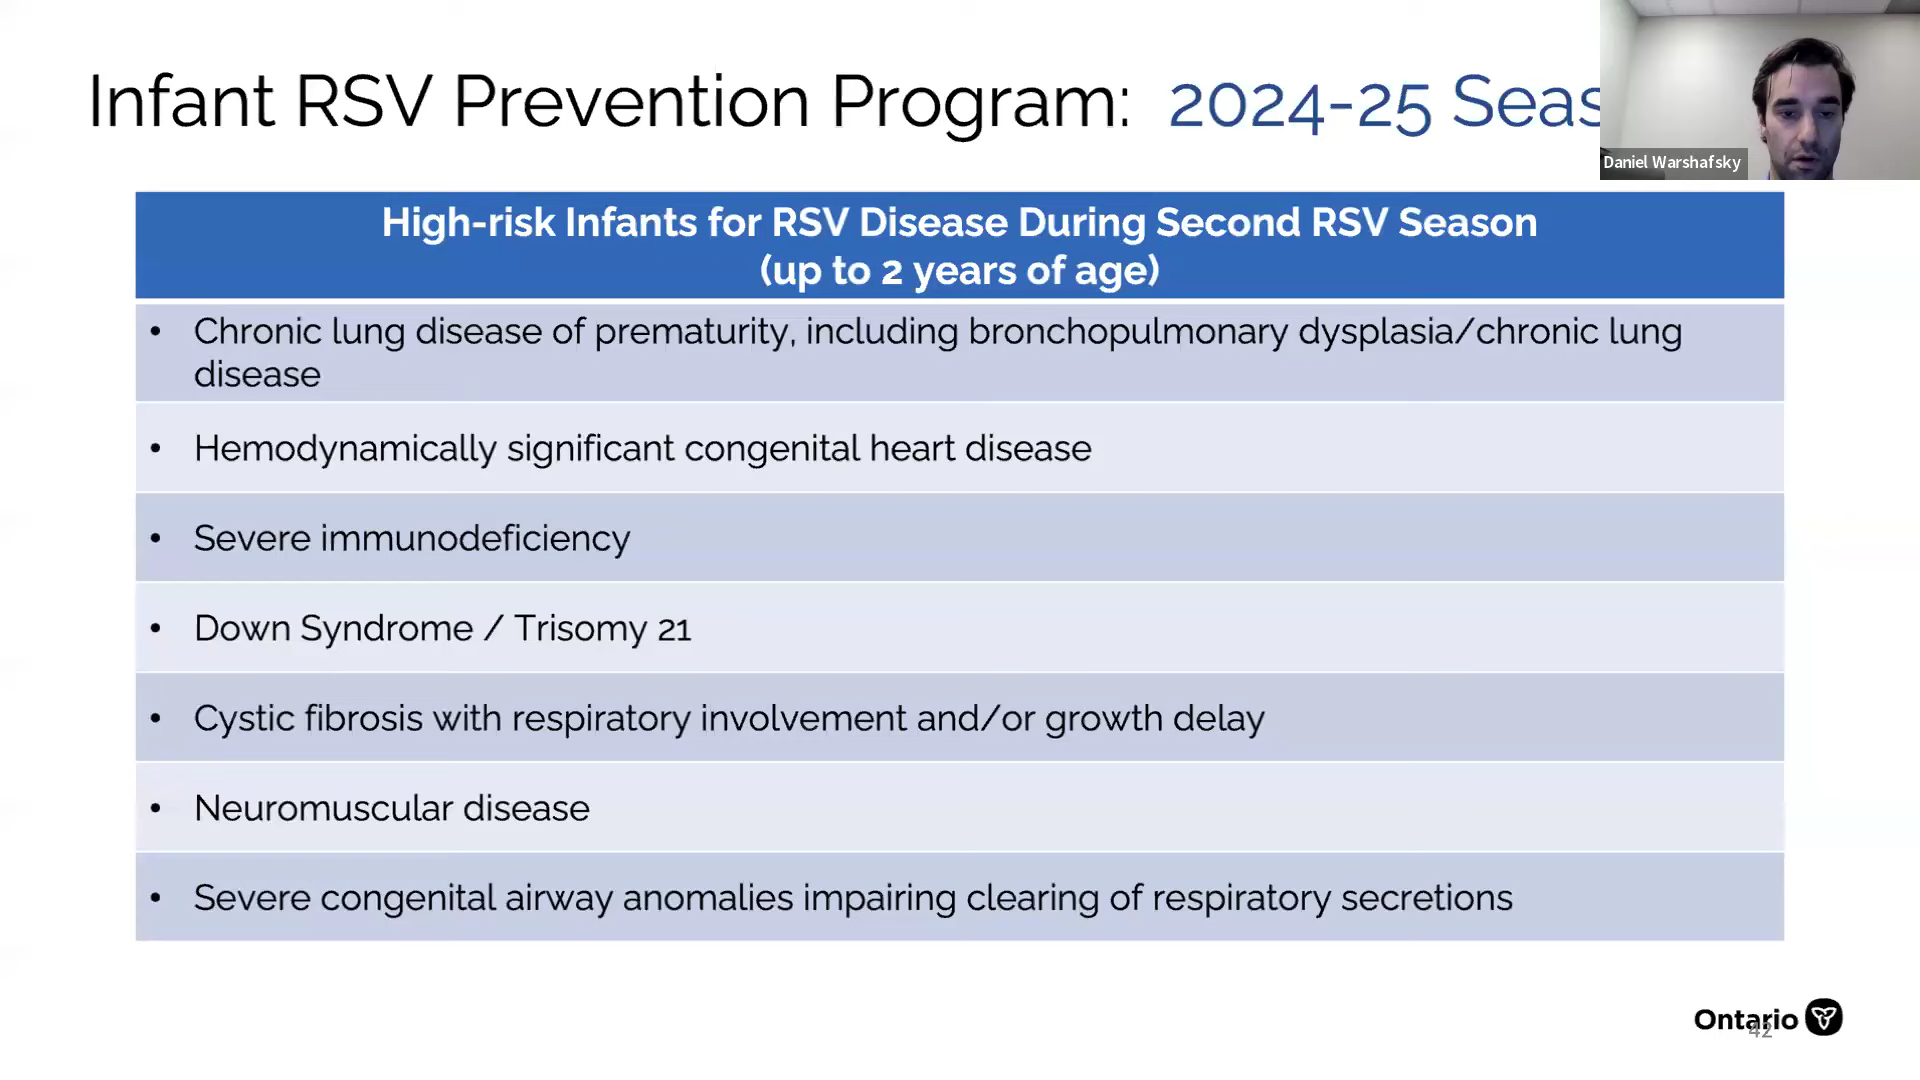 Infant RSV Prevention Program: 2024-25 Seas
Daniel Warshafsky
High-risk Infants for RSV Disease During Second RSV Season
(up to 2 years of age)
• Chronic lung disease of prematurity, including bronchopulmonary dysplasia/chronic lung
disease
• Hemodynamically significant congenital heart disease
• Severe immunodeficiency
• Down Syndrome / Trisomy 21
• Cystic fibrosis with respiratory involvement and/or growth delay
• Neuromuscular disease
• Severe congenital airway anomalies impairing clearing of respiratory secretions
Ontario
42